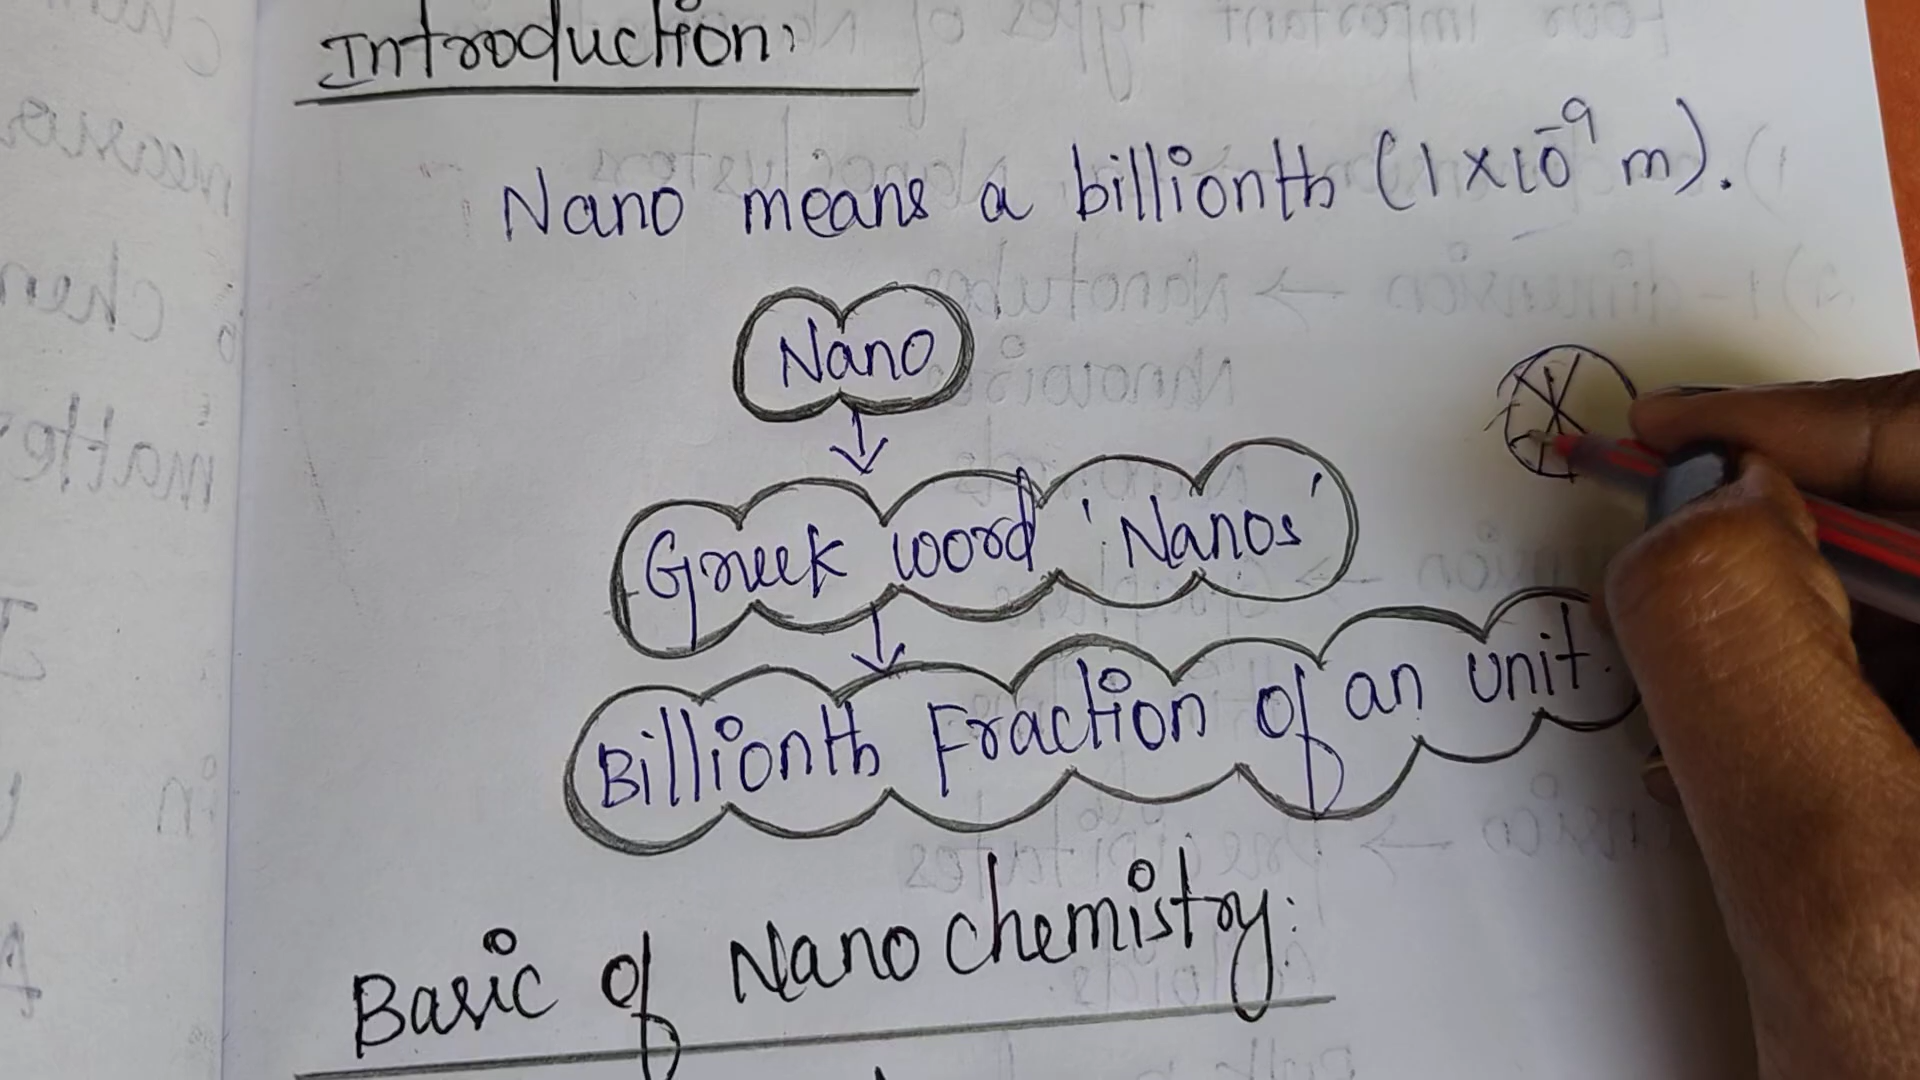 Introduction:
Nano means a billionth (1×10⁻⁹ m).
Nano
Greek word 'Nanos'
Billionth Fraction of an unit.
Basic of Nano chemistry: